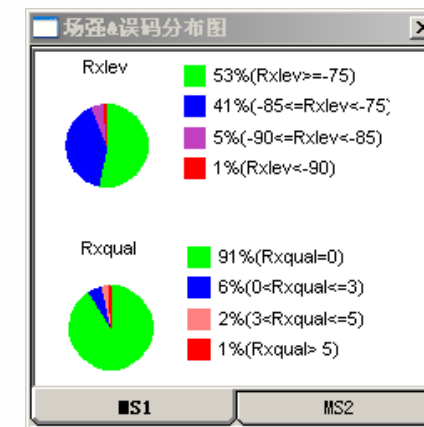 场强&误码分布图
Rxlev
53%(Rxlev>=-75)
41%(-85<=Rxlev<-75)
5%(-90<=Rxlev<-85)
1%(Rxlev<-90)
Rxqual
91%(Rxqual=0)
6%(0<Rxqual<=3)
2%(3<Rxqual<=5)
1%(Rxqual> 5)
MS1
MS2